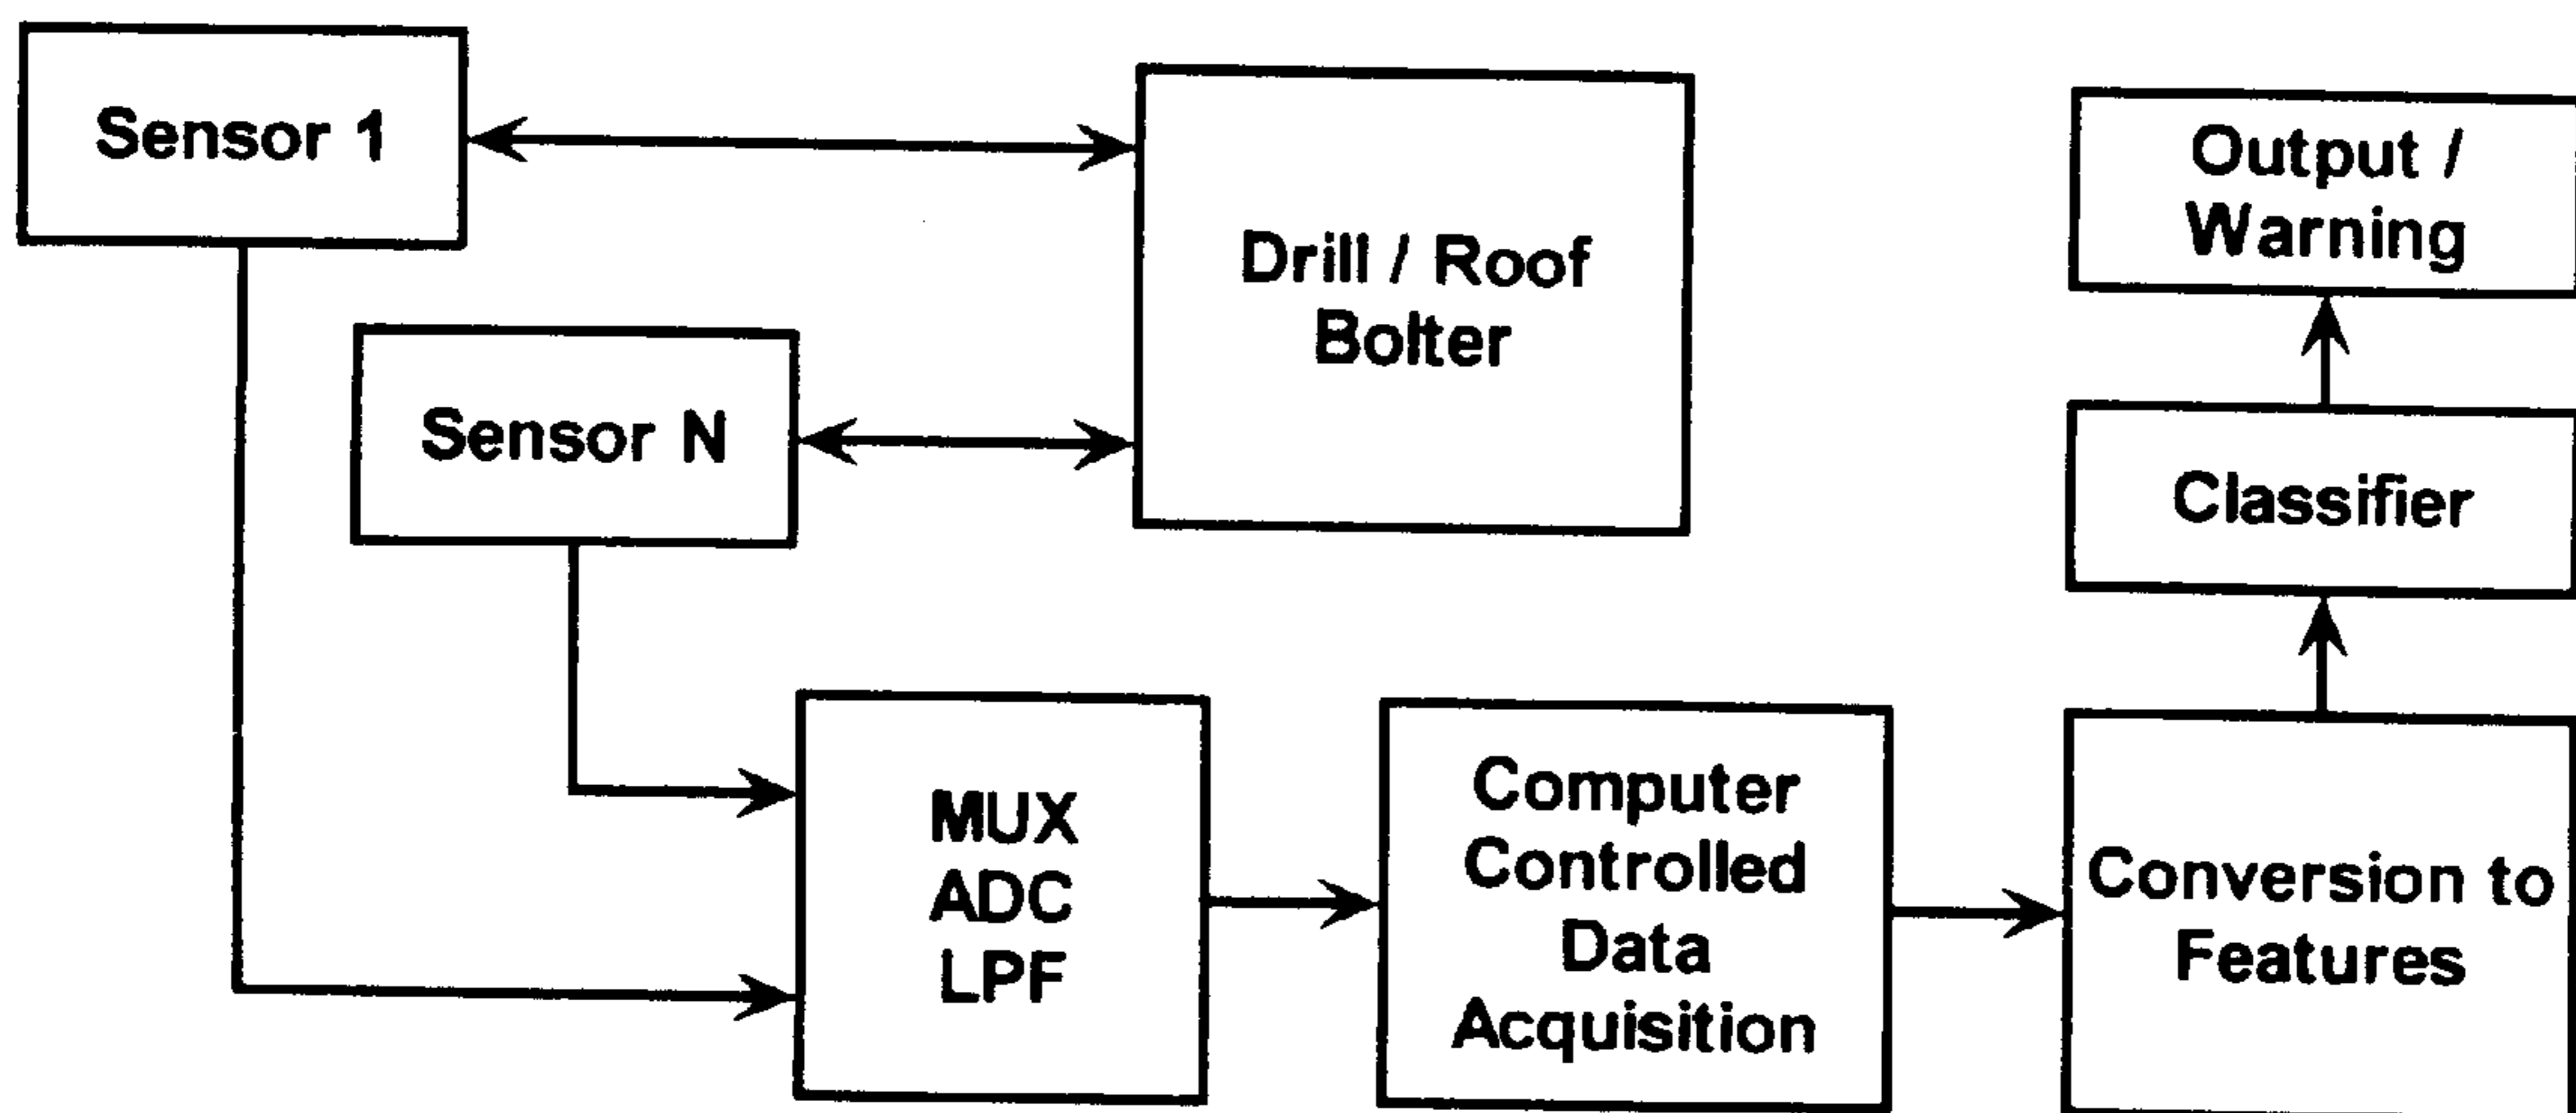 Sensor 1
Drill / Roof
Bolter
Output /
Warning
Sensor N
Classifier
MUX
ADC
LPF
Computer
Controlled
Data
Acquisition
Conversion to
Features